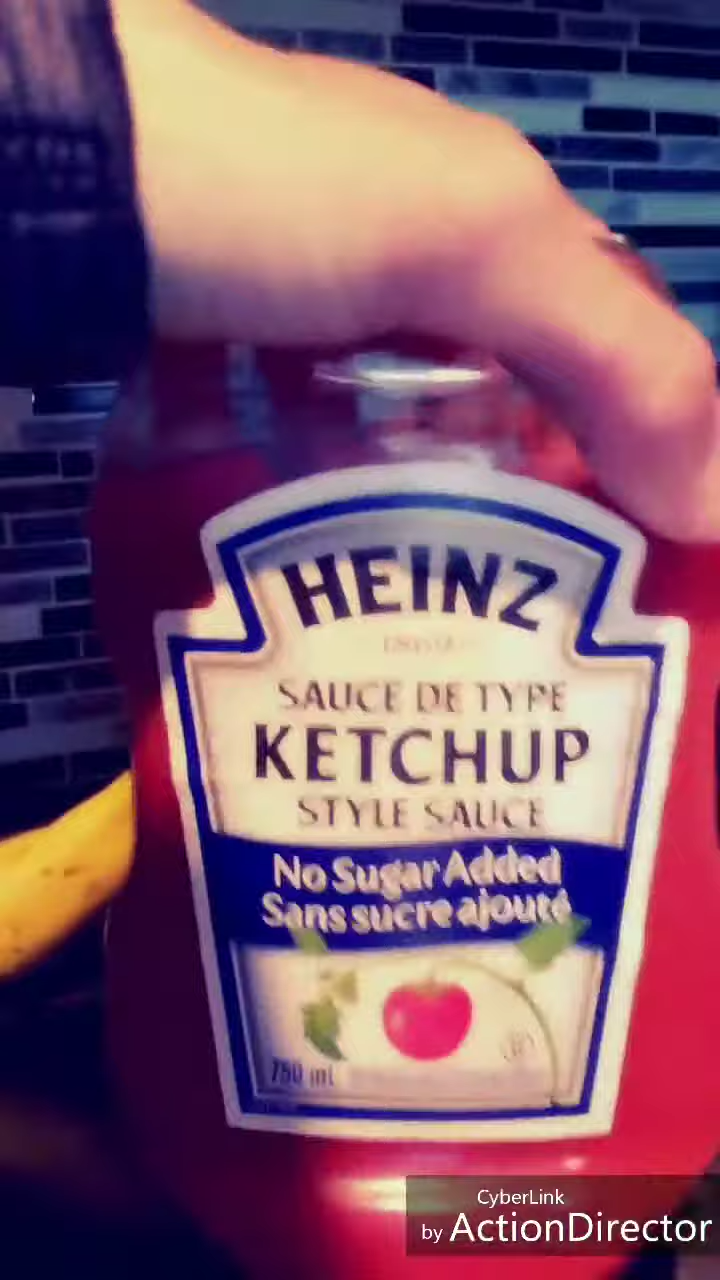 HEINZ
SAUCE DE TYPE
KETCHUP
STYLE SAUCE
No Sugar Added
Sans sucre ajouté
750 mL
CyberLink
by ActionDirector